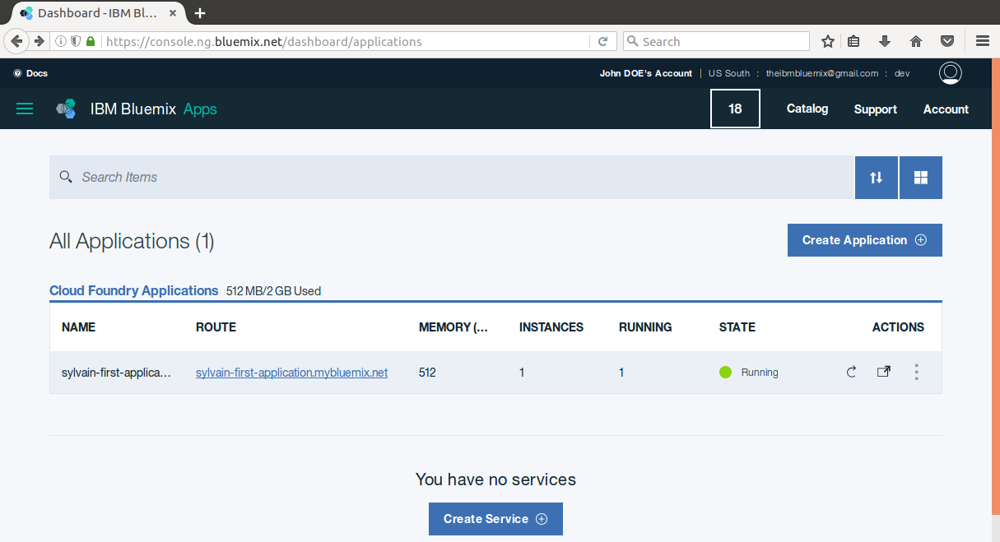 Dashboard - IBM Bl...
https://console.ng.bluemix.net/dashboard/applications
Search
Docs
John DOE's Account | US South : theibmbluemix@gmail.com : dev
IBM Bluemix Apps
18
Catalog
Support
Account
Search Items
All Applications (1)
Create Application
Cloud Foundry Applications 512 MB/2 GB Used
NAME ROUTE MEMORY (... INSTANCES RUNNING STATE ACTIONS
sylvain-first-applica... sylvain-first-application.mybluemix.net 512 1 1 Running
You have no services
Create Service